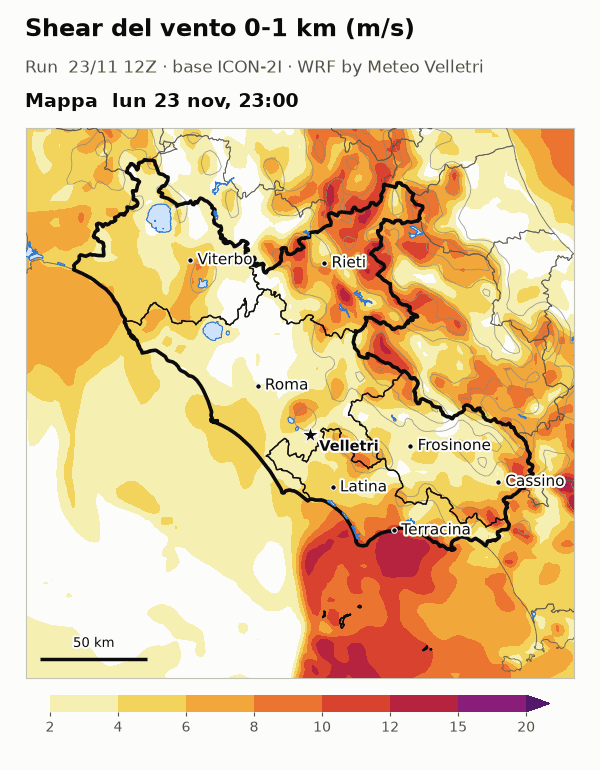 Shear del vento 0-1 km (m/s)
Run  23/11 12Z · base ICON-2I · WRF by Meteo Velletri
Mappa  lun 23 nov, 23:00
Viterbo
Rieti
Roma
Velletri
Frosinone
Latina
Cassino
Terracina
50 km
2 4 6 8 10 12 15 20